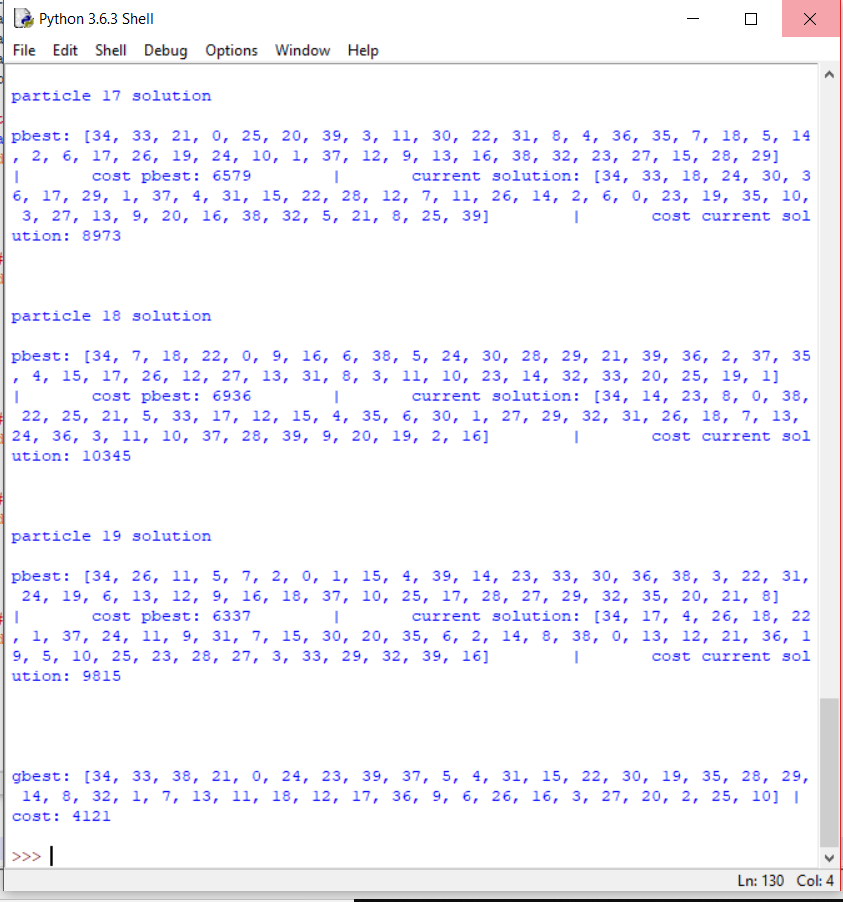 Python 3.6.3 Shell
File Edit Shell Debug Options Window Help
particle 17 solution
pbest: [34, 33, 21, 0, 25, 20, 39, 3, 11, 30, 22, 31, 8, 4, 36, 35, 7, 18, 5, 14
, 2, 6, 17, 26, 19, 24, 10, 1, 37, 12, 9, 13, 16, 38, 32, 23, 27, 15, 28, 29]
| cost pbest: 6579 | current solution: [34, 33, 18, 24, 30, 3
6, 17, 29, 1, 37, 4, 31, 15, 22, 28, 12, 7, 11, 26, 14, 2, 6, 0, 23, 19, 35, 10,
3, 27, 13, 9, 20, 16, 38, 32, 5, 21, 8, 25, 39] | cost current sol
ution: 8973
particle 18 solution
pbest: [34, 7, 18, 22, 0, 9, 16, 6, 38, 5, 24, 30, 28, 29, 21, 39, 36, 2, 37, 35
, 4, 15, 17, 26, 12, 27, 13, 31, 8, 3, 11, 10, 23, 14, 32, 33, 20, 25, 19, 1]
| cost pbest: 6936 | current solution: [34, 14, 23, 8, 0, 38,
22, 25, 21, 5, 33, 17, 12, 15, 4, 35, 6, 30, 1, 27, 29, 32, 31, 26, 18, 7, 13,
24, 36, 3, 11, 10, 37, 28, 39, 9, 20, 19, 2, 16] | cost current sol
ution: 10345
particle 19 solution
pbest: [34, 26, 11, 5, 7, 2, 0, 1, 15, 4, 39, 14, 23, 33, 30, 36, 38, 3, 22, 31,
24, 19, 6, 13, 12, 9, 16, 18, 37, 10, 25, 17, 28, 27, 29, 32, 35, 20, 21, 8]
| cost pbest: 6337 | current solution: [34, 17, 4, 26, 18, 22
, 1, 37, 24, 11, 9, 31, 7, 15, 30, 20, 35, 6, 2, 14, 8, 38, 0, 13, 12, 21, 36, 1
9, 5, 10, 25, 23, 28, 27, 3, 33, 29, 32, 39, 16] | cost current sol
ution: 9815
gbest: [34, 33, 38, 21, 0, 24, 23, 39, 37, 5, 4, 31, 15, 22, 30, 19, 35, 28, 29,
14, 8, 32, 1, 7, 13, 11, 18, 12, 17, 36, 9, 6, 26, 16, 3, 27, 20, 2, 25, 10] |
cost: 4121
>>>
Ln: 130 Col: 4